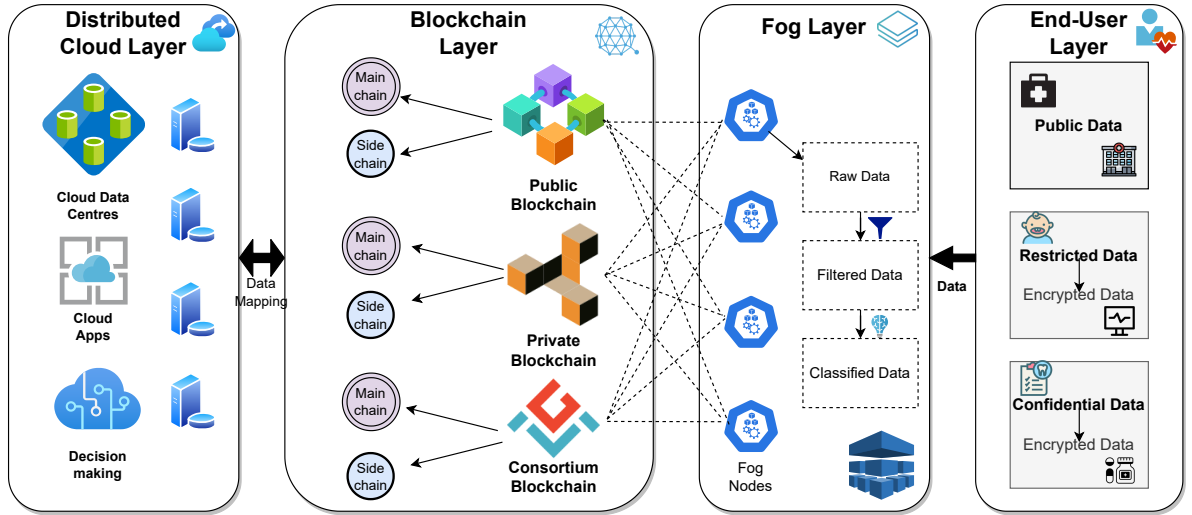 Distributed
Cloud Layer
Cloud Data
Centres
Cloud
Apps
Decision
making
Data
Mapping
Blockchain
Layer
Main
chain
Side
chain
Public
Blockchain
Main
chain
Side
chain
Private
Blockchain
Main
chain
Side
chain
Consortium
Blockchain
Fog Layer
Raw Data
Filtered Data
Classified Data
Fog
Nodes
Data
End-User
Layer
Public Data
Restricted Data
Encrypted Data
Confidential Data
Encrypted Data